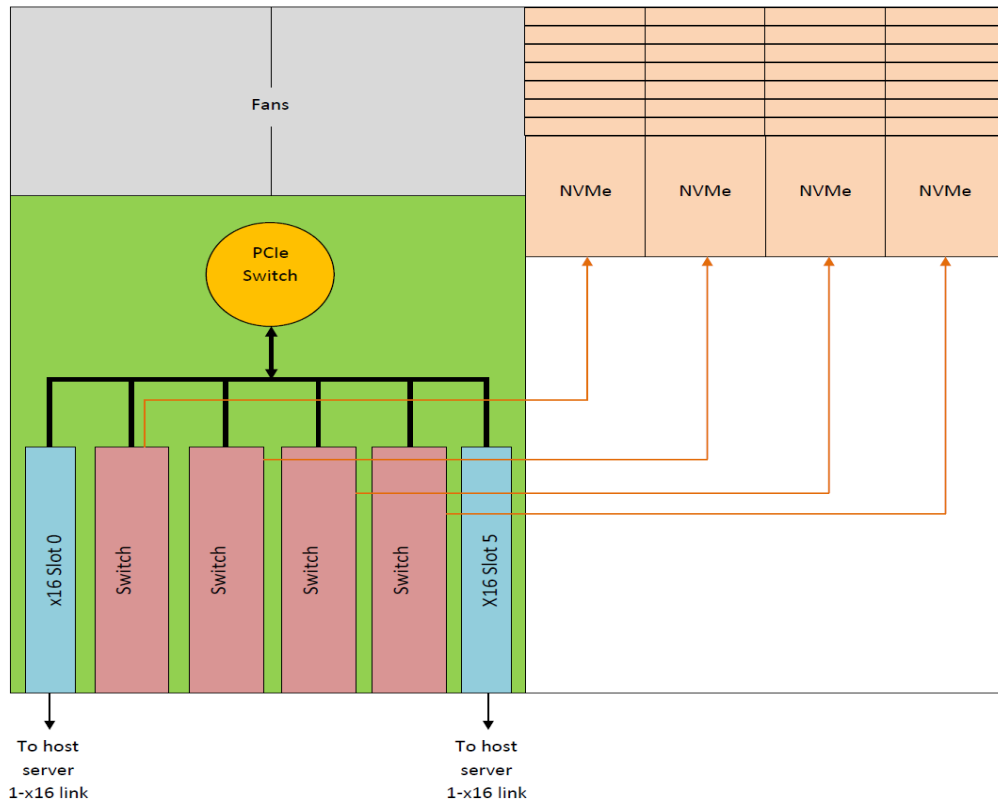 Fans
NVMe
NVMe
NVMe
NVMe
PCIe
Switch
x16 Slot 0
Switch
Switch
Switch
Switch
X16 Slot 5
To host
server
1-x16 link
To host
server
1-x16 link